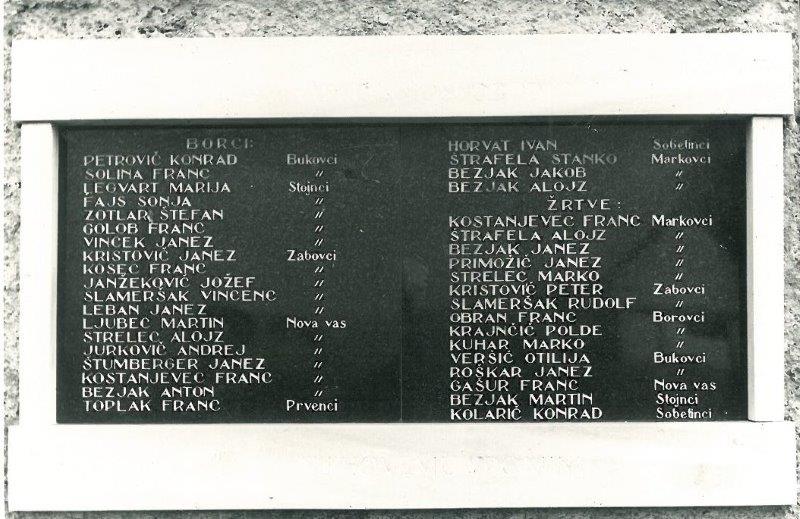 BORCI:
PETROVIČ KONRAD Bukovci
SOLINA FRANC "
LEGVART MARIJA Stojnci
FAJS SONJA "
ZOTLAR ŠTEFAN "
GOLOB FRANC "
VINCEK JANEZ "
KRISTOVIČ JANEZ Zabovci
KOSEC FRANC "
JANŽEKOVIČ JOŽEF "
SLAMERŠAK VINCENC "
LEBAN JANEZ "
LJUBEC MARTIN Nova vas
STRELEC ALOJZ "
JURKOVIČ ANDREJ "
ŠTUMBERGER JANEZ "
KOSTANJEVEC FRANC "
BEZJAK ANTON "
TOPLAK FRANC Prvenci
HORVAT IVAN Sobetinci
ŠTRAFELA STANKO Markovci
BEZJAK JAKOB "
BEZJAK ALOJZ "
ŽRTVE:
KOSTANJEVEC FRANC Markovci
ŠTRAFELA ALOJZ "
BEZJAK JANEZ "
PRIMOŽIČ JANEZ "
STRELEC MARKO "
KRISTOVIČ PETER Zabovci
SLAMERŠAK RUDOLF "
OBRAN FRANC Borovci
KRAJNČIČ POLDE "
KUHAR MARKO "
VERŠIČ OTILIJA Bukovci
ROŠKAR JANEZ "
GAŠUR FRANC Nova vas
BEZJAK MARTIN Stojnci
KOLARIČ KONRAD Sobetinci